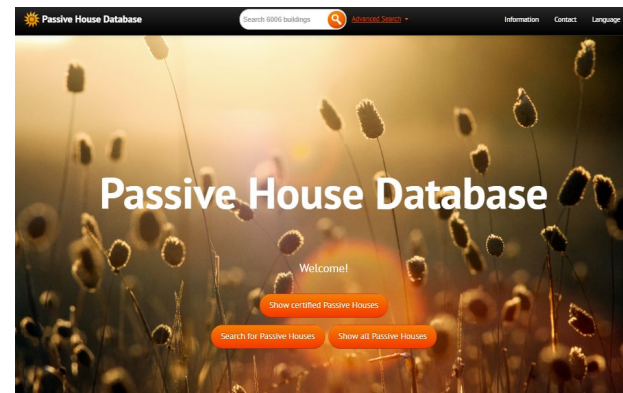 Passive House Database
Search 6006 buildings
Advanced Search
Information
Contact
Language
Passive House Database
Welcome!
Show certified Passive Houses
Search for Passive Houses
Show all Passive Houses